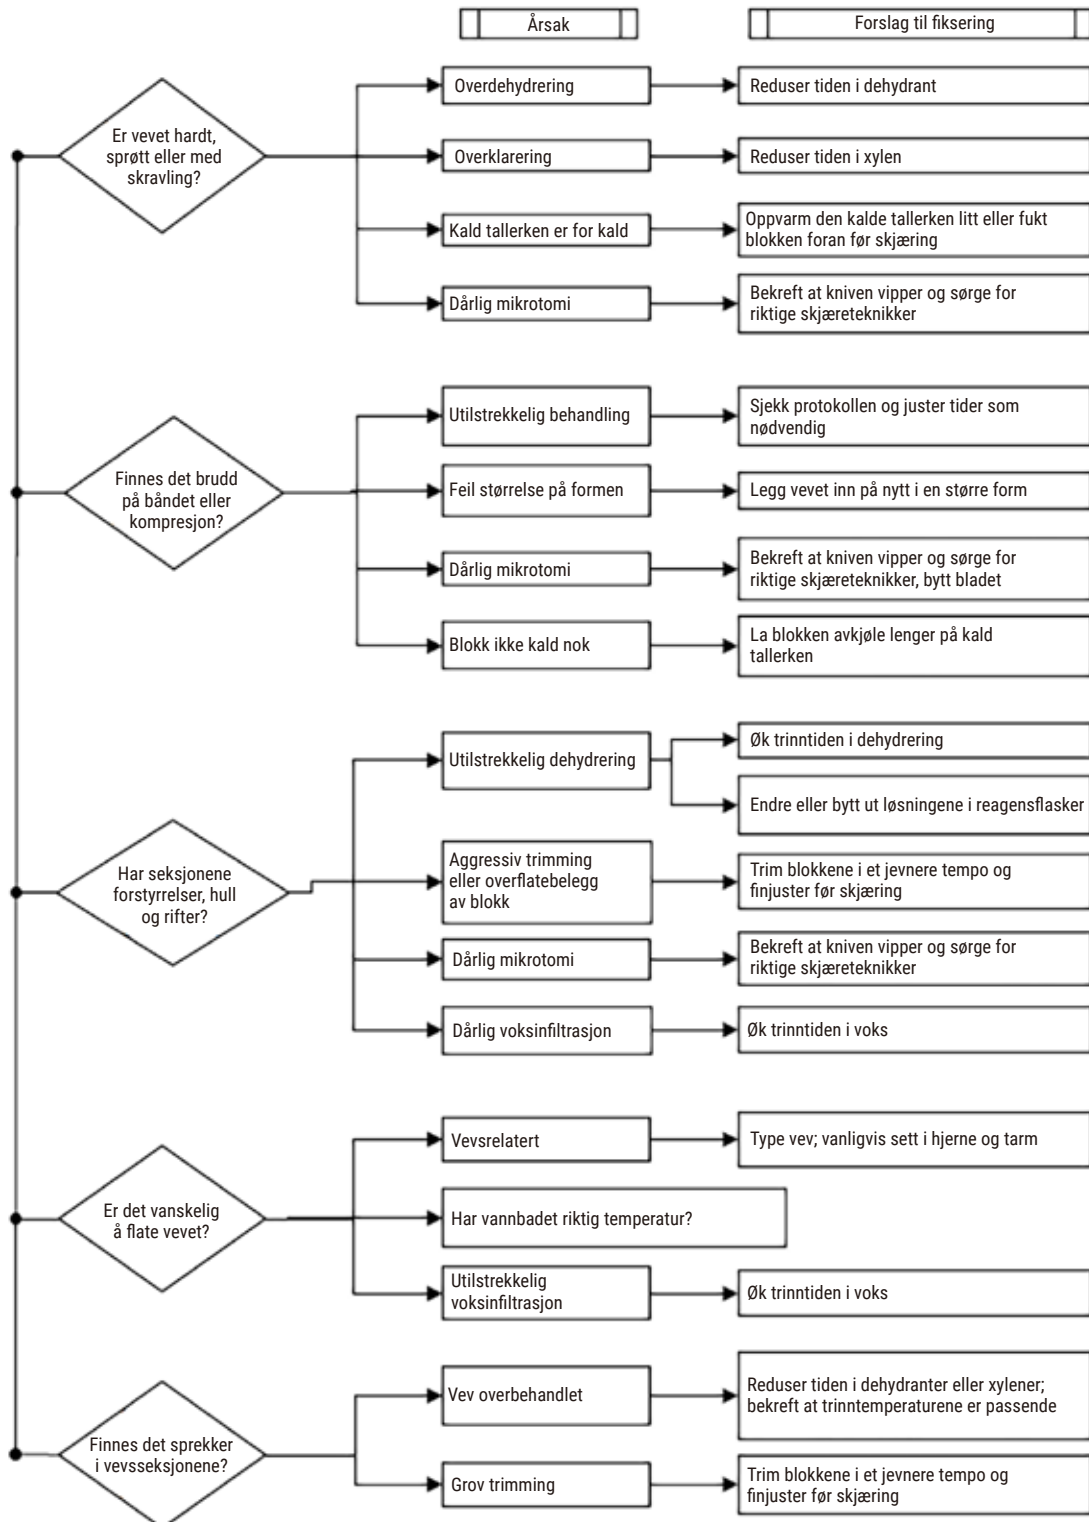 Årsak
Forslag til fiksering
Er vevet hardt,
sprøtt eller med
skravling?
Overdehydrering
Reduser tiden i dehydrant
Overklarering
Reduser tiden i xylen
Kald tallerken er for kald
Oppvarm den kalde tallerken litt eller fukt
blokken foran før skjæring
Dårlig mikrotomi
Bekreft at kniven vipper og sørge for
riktige skjæreteknikker
Finnes det brudd
på båndet eller
kompresjon?
Utilstrekkelig behandling
Sjekk protokollen og juster tider som
nødvendig
Feil størrelse på formen
Legg vevet inn på nytt i en større form
Dårlig mikrotomi
Bekreft at kniven vipper og sørge for
riktige skjæreteknikker, bytt bladet
Blokk ikke kald nok
La blokken avkjøle lenger på kald
tallerken
Har seksjonene
forstyrrelser, hull
og rifter?
Utilstrekkelig dehydrering
Øk trinntiden i dehydrering
Endre eller bytt ut løsningene i reagensflasker
Aggressiv trimming
eller overflatebelegg
av blokk
Trim blokkene i et jevnere tempo og
finjuster før skjæring
Dårlig mikrotomi
Bekreft at kniven vipper og sørge for
riktige skjæreteknikker
Dårlig voksinfiltrasjon
Øk trinntiden i voks
Er det vanskelig
å flate vevet?
Vevsrelatert
Type vev; vanligvis sett i hjerne og tarm
Har vannbadet riktig temperatur?
Utilstrekkelig
voksinfiltrasjon
Øk trinntiden i voks
Finnes det sprekker
i vevsseksjonene?
Vev overbehandlet
Reduser tiden i dehydranter eller xylener;
bekreft at trinntemperaturene er passende
Grov trimming
Trim blokkene i et jevnere tempo og
finjuster før skjæring